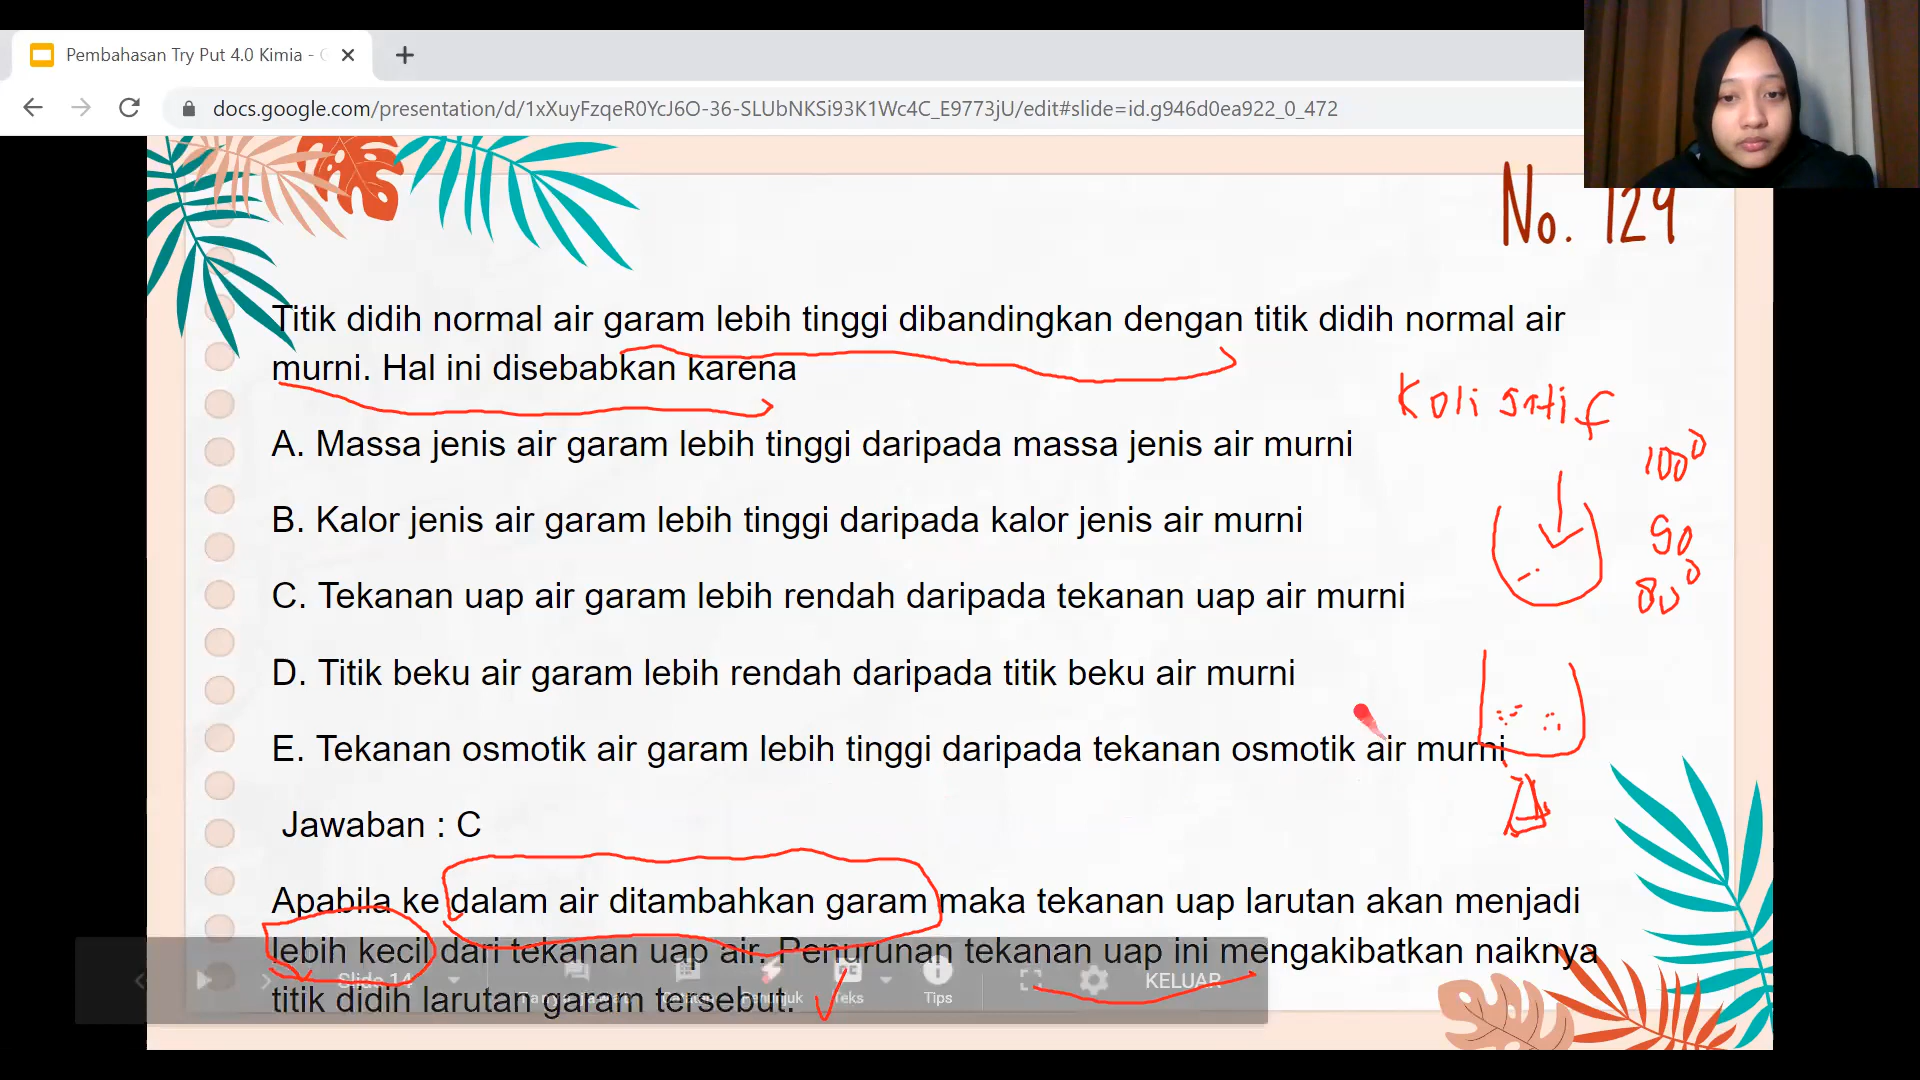 Pembahasan Try Put 4.0 Kimia -
docs.google.com/presentation/d/1xXuyFzqeR0YcJ6O-36-SLUbNKSi93K1Wc4C_E9773jU/edit#slide=id.g946d0ea922_0_472
No. 129
Titik didih normal air garam lebih tinggi dibandingkan dengan titik didih normal air
murni. Hal ini disebabkan karena
Koligatif
A. Massa jenis air garam lebih tinggi daripada massa jenis air murni
100°
B. Kalor jenis air garam lebih tinggi daripada kalor jenis air murni
90
C. Tekanan uap air garam lebih rendah daripada tekanan uap air murni
80°
D. Titik beku air garam lebih rendah daripada titik beku air murni
E. Tekanan osmotik air garam lebih tinggi daripada tekanan osmotik air murni
Jawaban : C
Apabila ke dalam air ditambahkan garam maka tekanan uap larutan akan menjadi
lebih kecil dari tekanan uap air. Penurunan tekanan uap ini mengakibatkan naiknya
titik didih larutan garam tersebut.
Slide 14
Penunjuk
Teks
Tips
KELUAR